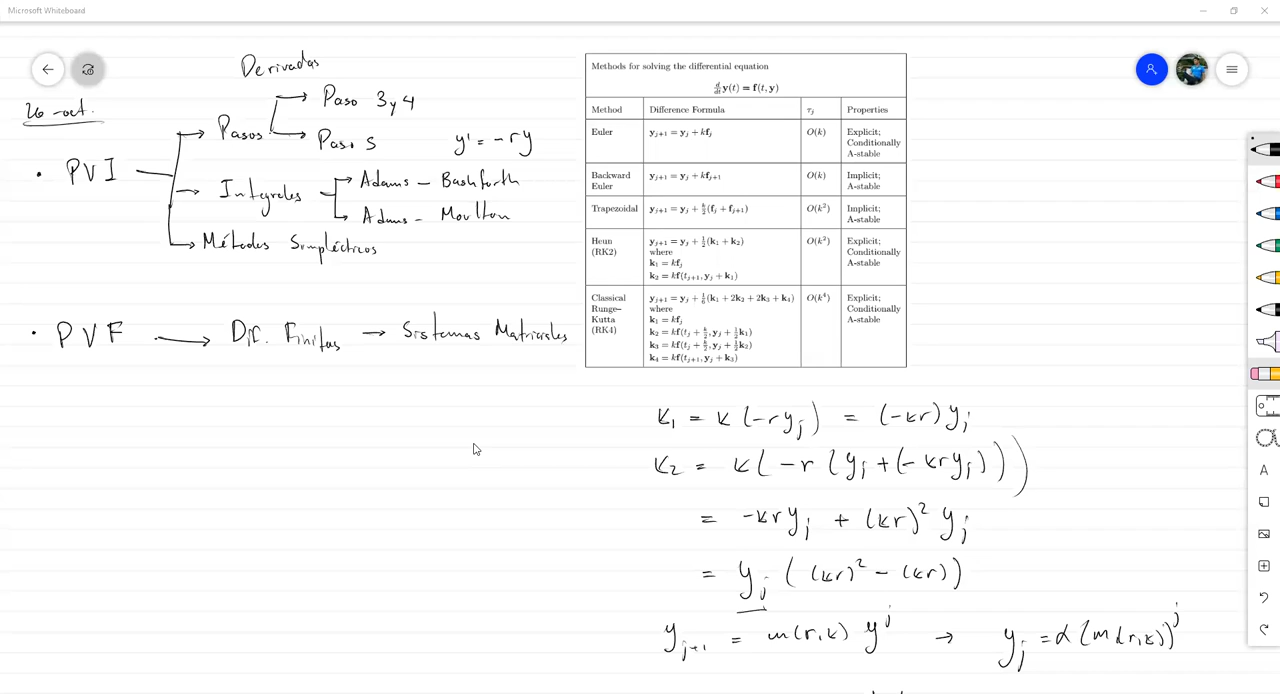 Microsoft Whiteboard
26-oct.
Derivadas
Pasos
Paso 3 y 4
Paso 5
y' = -ry
· PVI
Integrales
Adams - Bashforth
Adams - Moulton
Métodos Simplécticos
· PVF → Dif. Finitas → Sistemas Matriciales
Methods for solving the differential equation
d/dt y(t) = f(t, y)
Method Difference Formula τj Properties
Euler yj+1 = yj + kfj O(k) Explicit;
Conditionally
A-stable
Backward yj+1 = yj + kfj+1 O(k) Implicit;
Euler A-stable
Trapezoidal yj+1 = yj + k/2(fj + fj+1) O(k²) Implicit;
A-stable
Heun yj+1 = yj + 1/2(k1 + k2) O(k²) Explicit;
(RK2) where Conditionally
k1 = kfj A-stable
k2 = kf(tj+1, yj + k1)
Classical yj+1 = yj + 1/6(k1 + 2k2 + 2k3 + k4) O(k⁴) Explicit;
Runge– where Conditionally
Kutta k1 = kfj A-stable
(RK4) k2 = kf(tj + k/2, yj + 1/2k1)
k3 = kf(tj + k/2, yj + 1/2k2)
k4 = kf(tj+1, yj + k3)
K1 = k(-ryj) = (-kr)yj
K2 = k(-r(yj + (-kryj)))
= -kryj + (kr)² yj
= yj ((kr)² - (kr))
yj+1 = m(r,k) y^j → yj = α(m(r,k))^j
A